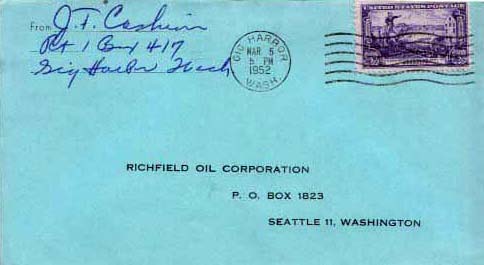 From J. F. Cashion
Rt 1 Box 417
Gig Harbor Wash
GIG HARBOR
MAR 5
5 PM
1952
WASH.
UNITED STATES POSTAGE
RICHFIELD OIL CORPORATION
P. O. BOX 1823
SEATTLE 11, WASHINGTON